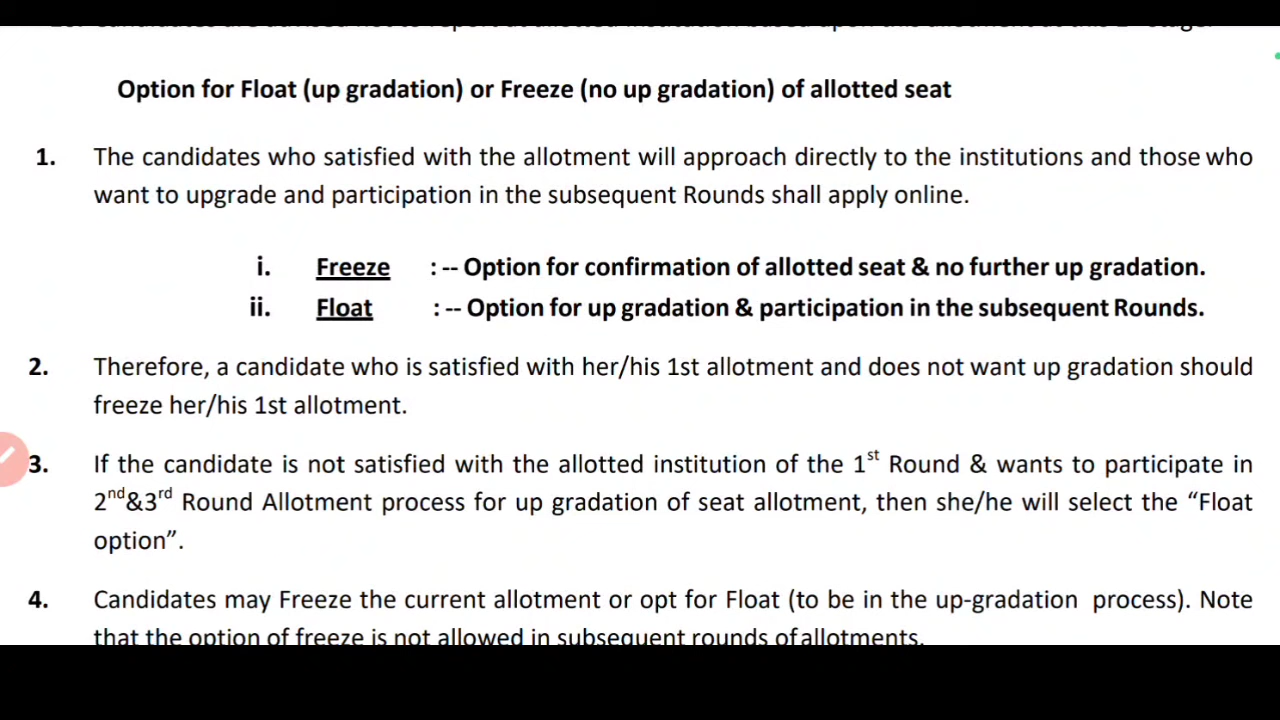 Option for Float (up gradation) or Freeze (no up gradation) of allotted seat
1. The candidates who satisfied with the allotment will approach directly to the institutions and those who
want to upgrade and participation in the subsequent Rounds shall apply online.
i. Freeze :-- Option for confirmation of allotted seat & no further up gradation.
ii. Float :-- Option for up gradation & participation in the subsequent Rounds.
2. Therefore, a candidate who is satisfied with her/his 1st allotment and does not want up gradation should
freeze her/his 1st allotment.
3. If the candidate is not satisfied with the allotted institution of the 1st Round & wants to participate in
2nd&3rd Round Allotment process for up gradation of seat allotment, then she/he will select the “Float
option”.
4. Candidates may Freeze the current allotment or opt for Float (to be in the up-gradation process). Note
that the option of freeze is not allowed in subsequent rounds of allotments.